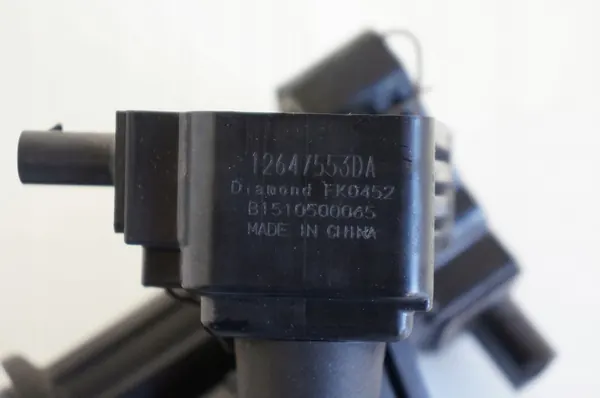 12647553DA
Diamond FK0452
B1510500065
MADE IN CHINA